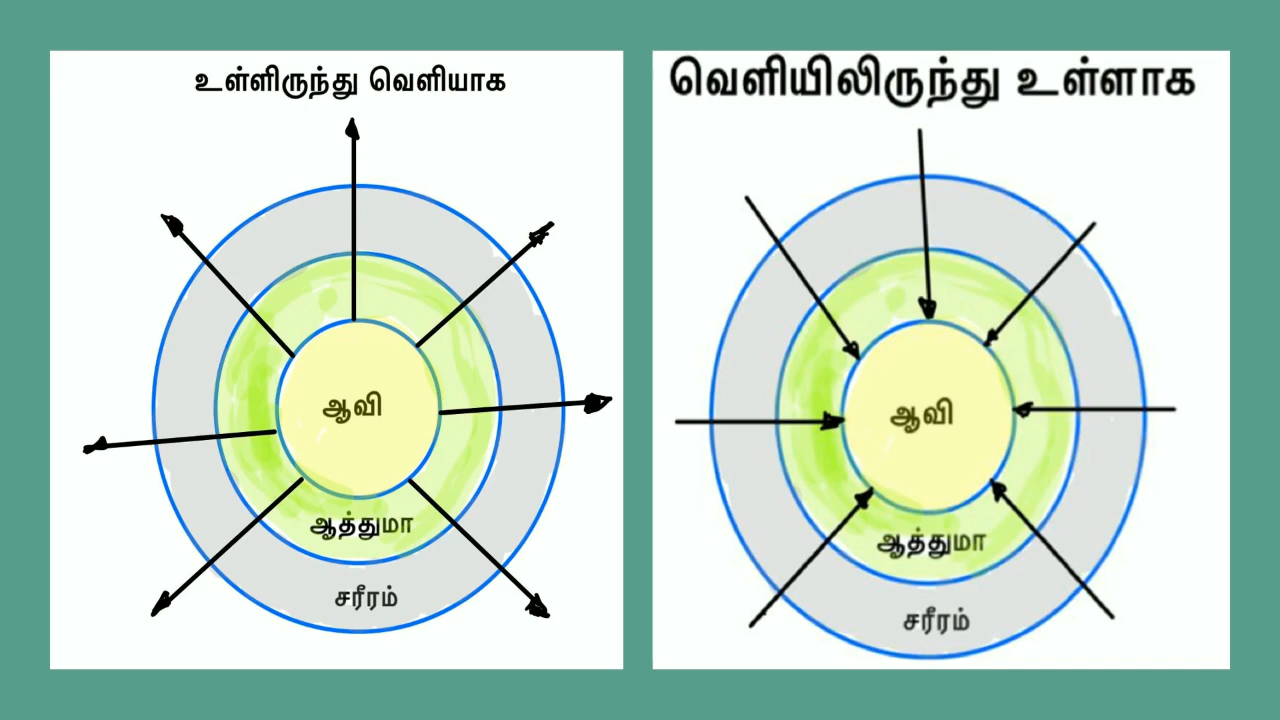 உள்ளிருந்து வெளியாக
ஆவி
ஆத்துமா
சரீரம்
வெளியிலிருந்து உள்ளாக
ஆவி
ஆத்துமா
சரீரம்